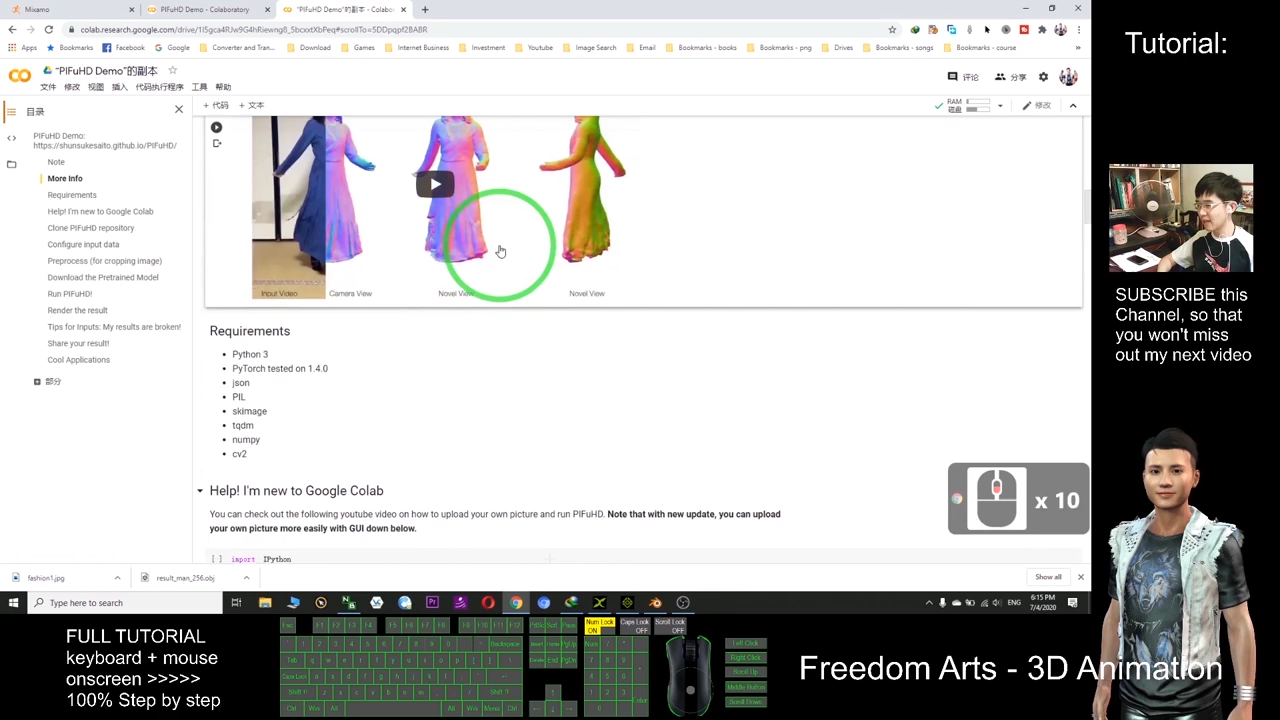 Mixamo
PIFuHD Demo - Colaboratory
"PIFuHD Demo"的副本 - Colabor
Tutorial:
colab.research.google.com/drive/1I5gca4RJw9G4hRiewng8_5bcxxtXbPeq#scrollTo=5DDpqpf2BABR
Apps
Bookmarks
Facebook
Google
Converter and Tran...
Download
Games
Internet Business
Investment
Youtube
Image Search
Email
Bookmarks - books
Bookmarks - png
Drives
Bookmarks - songs
Bookmark - course
"PIFuHD Demo"的副本
评论
分享
文件 修改 视图 插入 代码执行程序 工具 帮助
目录
+ 代码 + 文本
RAM
磁盘
修改
PIFuHD Demo:
https://shunsukesaito.github.io/PIFuHD/
Note
More Info
Requirements
Help! I'm new to Google Colab
Clone PIFuHD repository
Configure input data
Preprocess (for cropping image)
Download the Pretrained Model
Run PIFuHD!
Render the result
Tips for Inputs: My results are broken!
Share your result!
Cool Applications
部分
Input Video
Camera View
Novel View
Novel View
Requirements
Python 3
PyTorch tested on 1.4.0
json
PIL
skimage
tqdm
numpy
cv2
Help! I'm new to Google Colab
You can check out the following youtube video on how to upload your own picture and run PIFuHD. Note that with new update, you can upload
your own picture more easily with GUI down below.
[ ] import IPython
x 10
SUBSCRIBE this
Channel, so that
you won't miss
out my next video
fashion1.jpg
result_man_256.obj
Show all
Type here to search
ENG
6:15 PM
7/4/2020
FULL TUTORIAL
keyboard + mouse
onscreen >>>>>
100% Step by step
Num Lock
ON
Caps Lock
OFF
Scroll Lock
OFF
Left Click
Right Click
Scroll Up
Middle Button
Scroll Down
Freedom Arts - 3D Animation